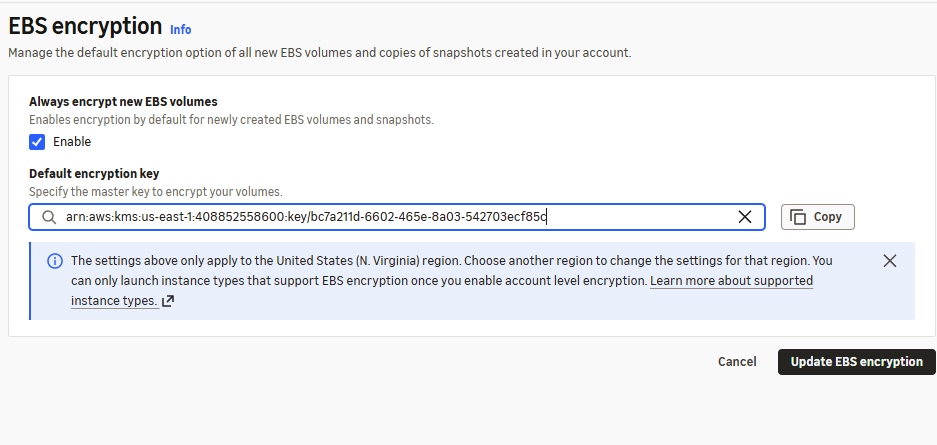 EBS encryption Info
Manage the default encryption option of all new EBS volumes and copies of snapshots created in your account.
Always encrypt new EBS volumes
Enables encryption by default for newly created EBS volumes and snapshots.
Enable
Default encryption key
Specify the master key to encrypt your volumes.
arn:aws:kms:us-east-1:408852558600:key/bc7a211d-6602-465e-8a03-542703ecf85c
Copy
The settings above only apply to the United States (N. Virginia) region. Choose another region to change the settings for that region. You
can only launch instance types that support EBS encryption once you enable account level encryption. Learn more about supported
instance types.
Cancel
Update EBS encryption